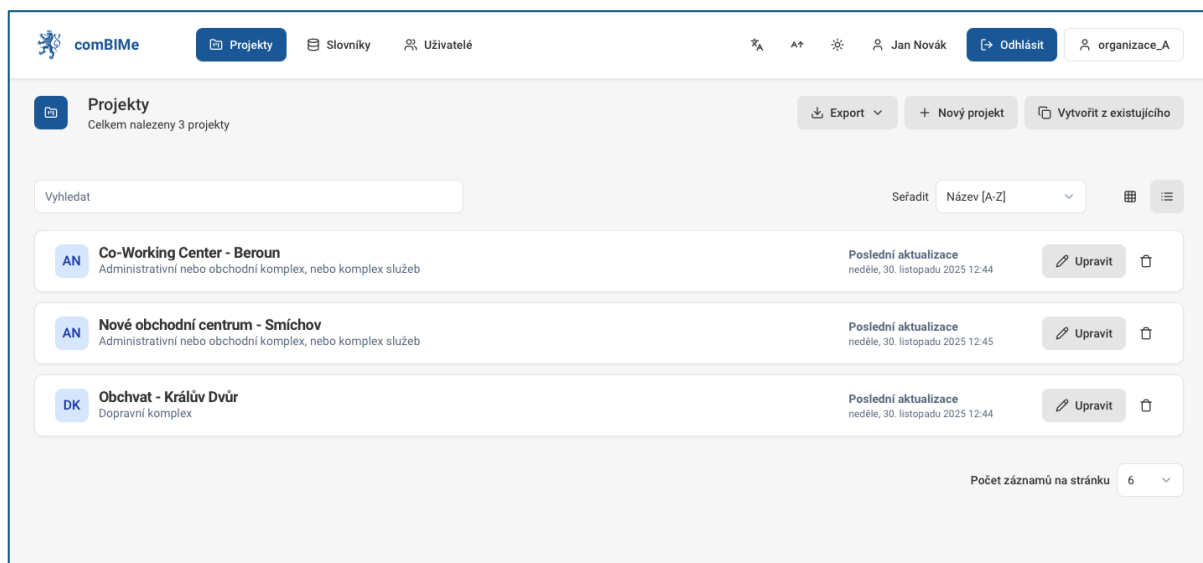 comBIMe
Projekty
Slovníky
Uživatelé
Jan Novák
Odhlásit
organizace_A
Projekty
Celkem nalezeny 3 projekty
Export
Nový projekt
Vytvořit z existujícího
Vyhledat
Seřadit
Název [A-Z]
AN
Co-Working Center - Beroun
Administrativní nebo obchodní komplex, nebo komplex služeb
Poslední aktualizace
neděle, 30. listopadu 2025 12:44
Upravit
AN
Nové obchodní centrum - Smíchov
Administrativní nebo obchodní komplex, nebo komplex služeb
Poslední aktualizace
neděle, 30. listopadu 2025 12:45
Upravit
DK
Obchvat - Králův Dvůr
Dopravní komplex
Poslední aktualizace
neděle, 30. listopadu 2025 12:44
Upravit
Počet záznamů na stránku
6